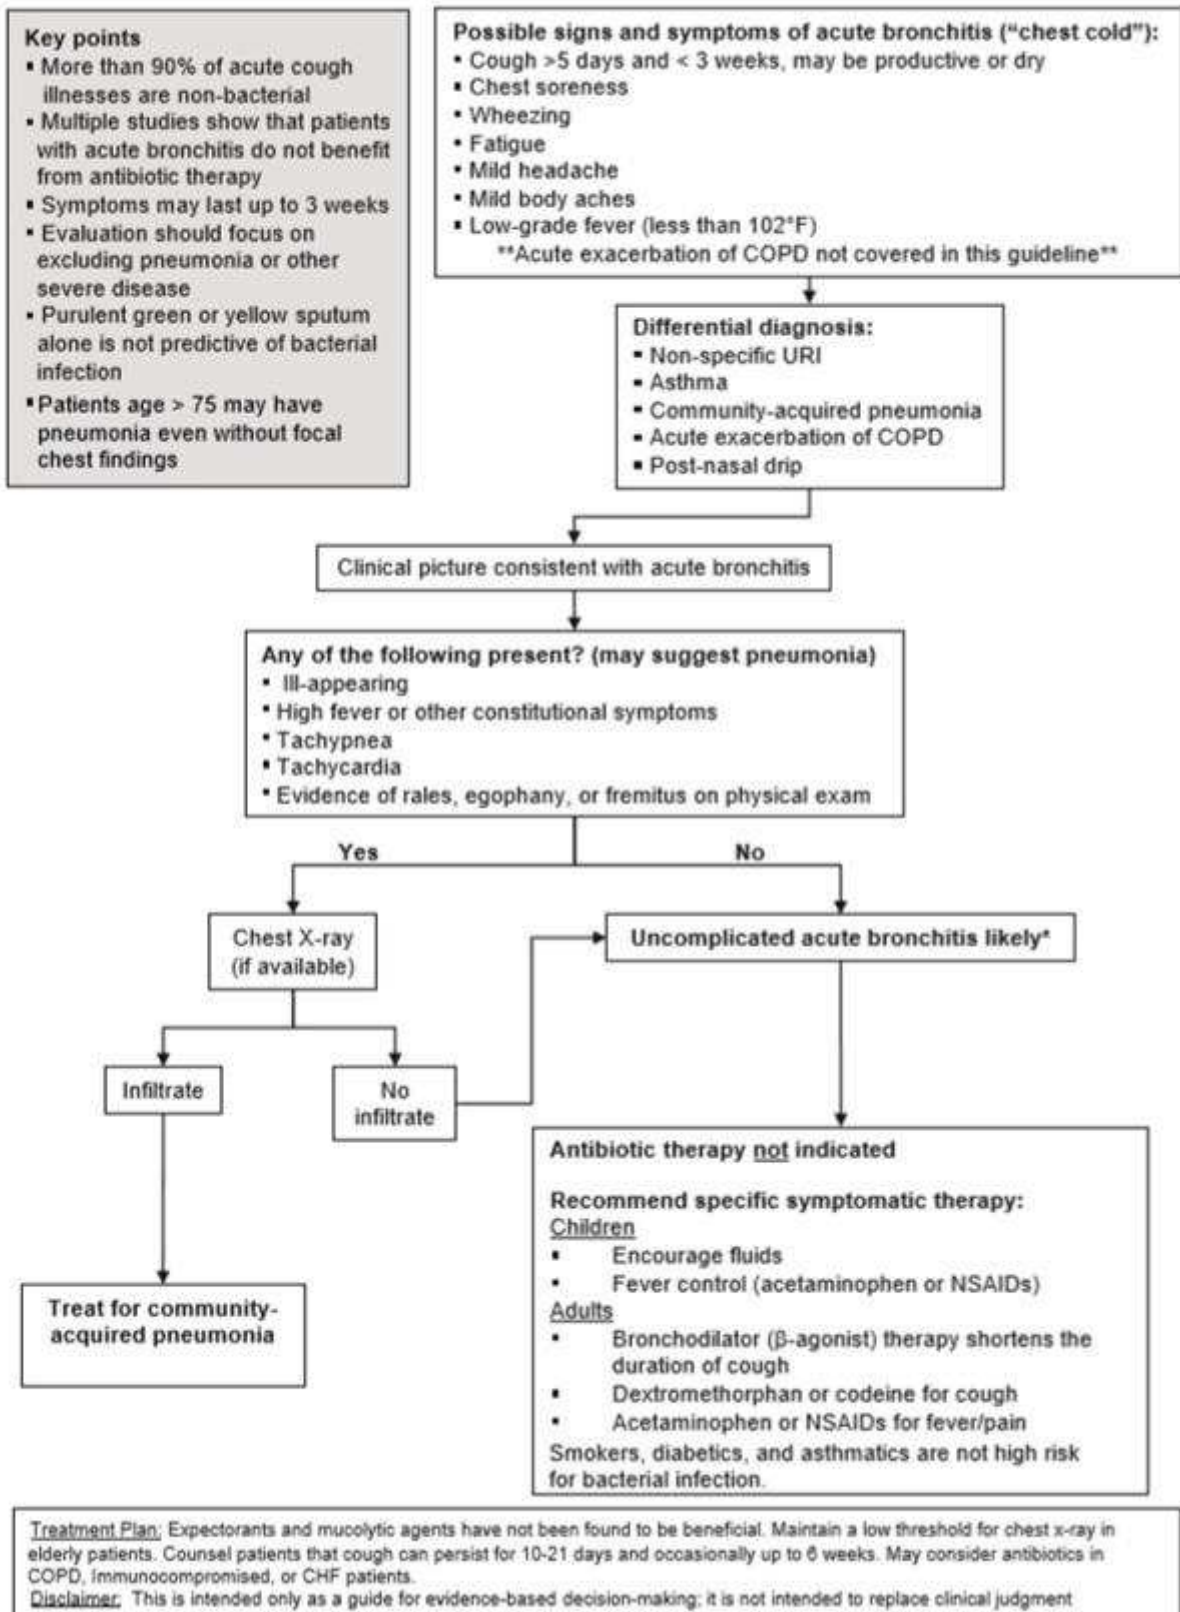 Key points
▪ More than 90% of acute cough
illnesses are non-bacterial
▪ Multiple studies show that patients
with acute bronchitis do not benefit
from antibiotic therapy
▪ Symptoms may last up to 3 weeks
▪ Evaluation should focus on
excluding pneumonia or other
severe disease
▪ Purulent green or yellow sputum
alone is not predictive of bacterial
infection
▪ Patients age > 75 may have
pneumonia even without focal
chest findings
Possible signs and symptoms of acute bronchitis (“chest cold”):
▪ Cough >5 days and < 3 weeks, may be productive or dry
▪ Chest soreness
▪ Wheezing
▪ Fatigue
▪ Mild headache
▪ Mild body aches
▪ Low-grade fever (less than 102°F)
**Acute exacerbation of COPD not covered in this guideline**
Differential diagnosis:
▪ Non-specific URI
▪ Asthma
▪ Community-acquired pneumonia
▪ Acute exacerbation of COPD
▪ Post-nasal drip
Clinical picture consistent with acute bronchitis
Any of the following present? (may suggest pneumonia)
▪ Ill-appearing
▪ High fever or other constitutional symptoms
▪ Tachypnea
▪ Tachycardia
▪ Evidence of rales, egophany, or fremitus on physical exam
Yes
No
Chest X-ray
(if available)
Uncomplicated acute bronchitis likely*
Infiltrate
No
infiltrate
Treat for community-
acquired pneumonia
Antibiotic therapy not indicated
Recommend specific symptomatic therapy:
Children
▪ Encourage fluids
▪ Fever control (acetaminophen or NSAIDs)
Adults
▪ Bronchodilator (β-agonist) therapy shortens the
duration of cough
▪ Dextromethorphan or codeine for cough
▪ Acetaminophen or NSAIDs for fever/pain
Smokers, diabetics, and asthmatics are not high risk
for bacterial infection.
Treatment Plan: Expectorants and mucolytic agents have not been found to be beneficial. Maintain a low threshold for chest x-ray in
elderly patients. Counsel patients that cough can persist for 10-21 days and occasionally up to 6 weeks. May consider antibiotics in
COPD, Immunocompromised, or CHF patients.
Disclaimer: This is intended only as a guide for evidence-based decision-making; it is not intended to replace clinical judgment